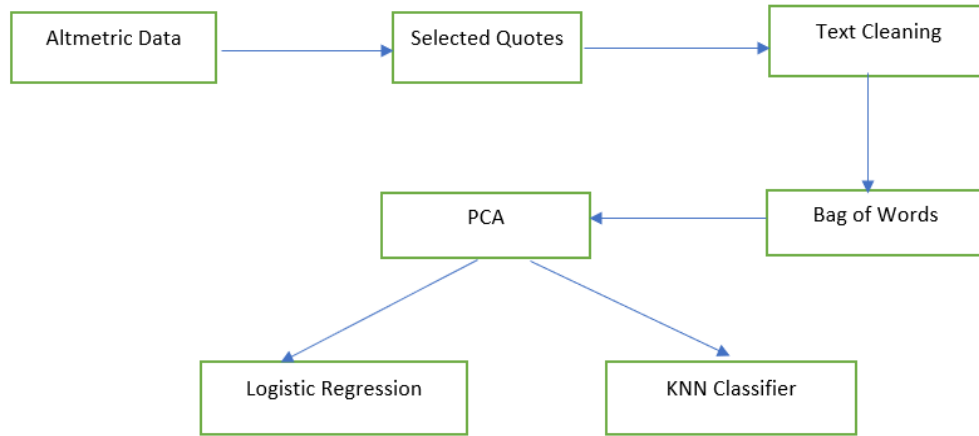 Altmetric Data
Selected Quotes
Text Cleaning
Bag of Words
PCA
Logistic Regression
KNN Classifier